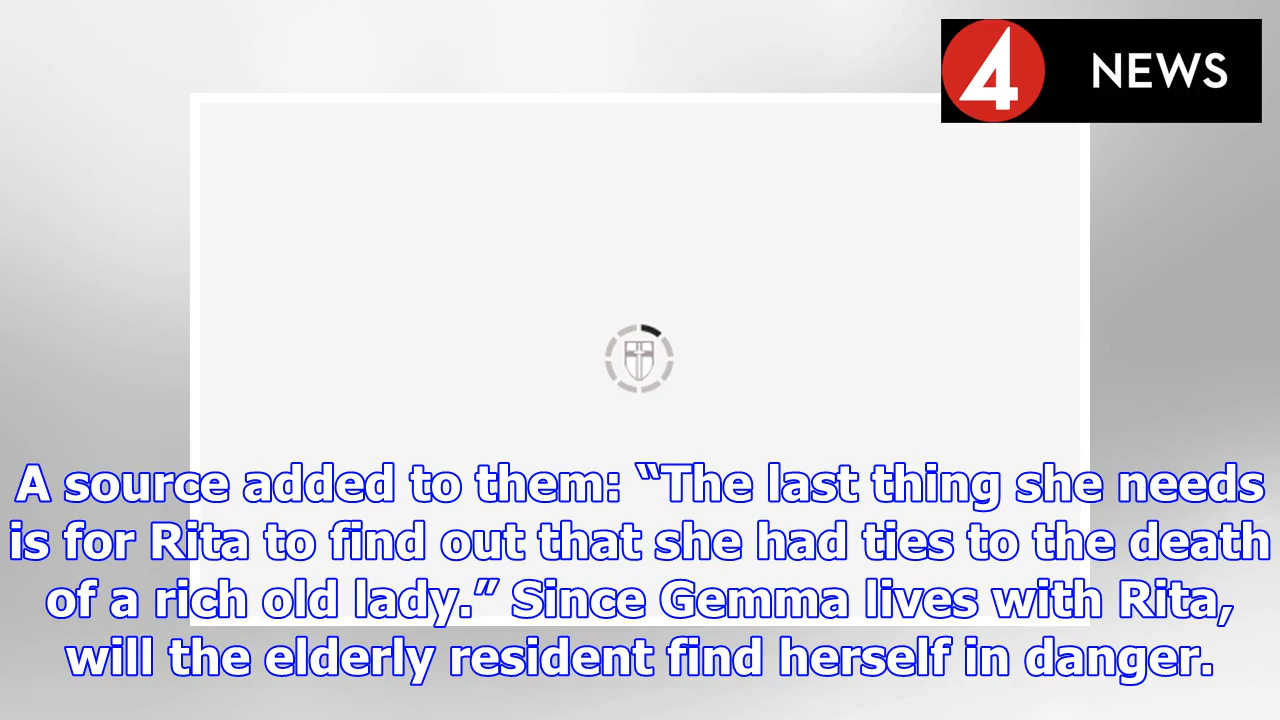 4 NEWS
A source added to them: “The last thing she needs
is for Rita to find out that she had ties to the death
of a rich old lady.” Since Gemma lives with Rita,
will the elderly resident find herself in danger.